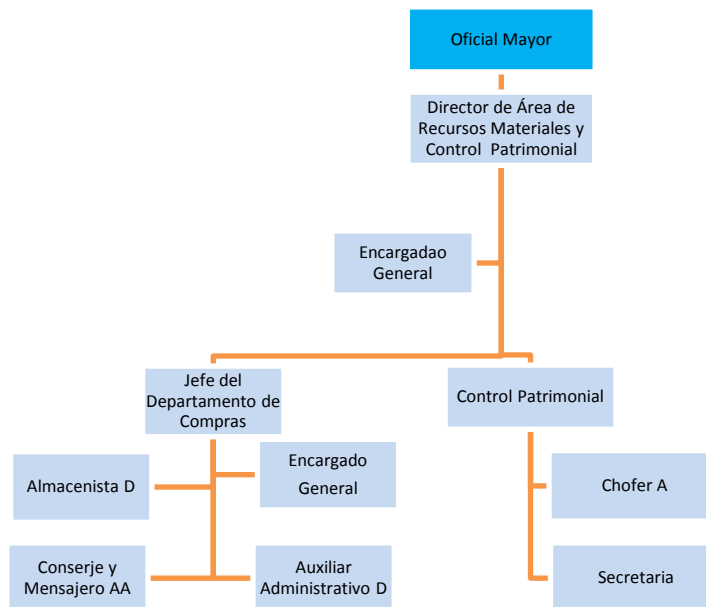 Oficial Mayor
Director de Área de
Recursos Materiales y
Control Patrimonial
Encargadao
General
Jefe del
Departamento de
Compras
Control Patrimonial
Almacenista D
Encargado
General
Chofer A
Conserje y
Mensajero AA
Auxiliar
Administrativo D
Secretaria